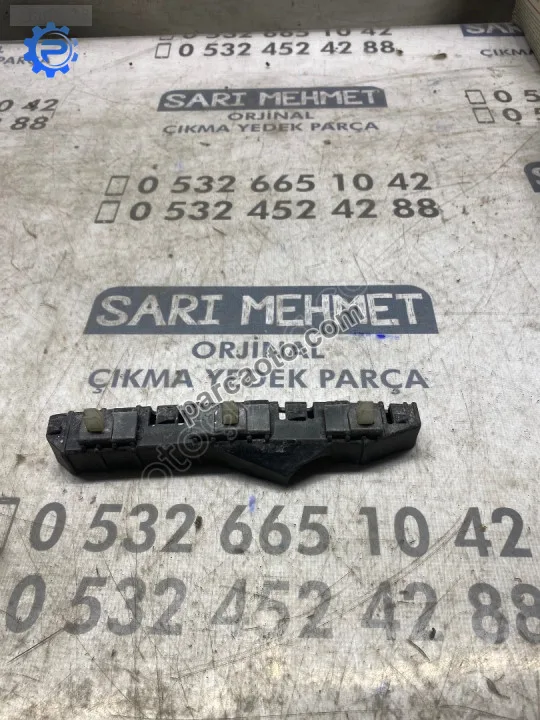 0 532 665 10 42
0 532 452 42 88
SARI MEHMET
ORJİNAL
ÇIKMA YEDEK PARÇA
0 532 665 10 42
0 532 452 42 88
SARI MEHMET
ORJİNAL
ÇIKMA YEDEK PARÇA
parcaoto.com
0 532 665 10 42
0 532 452 42 88